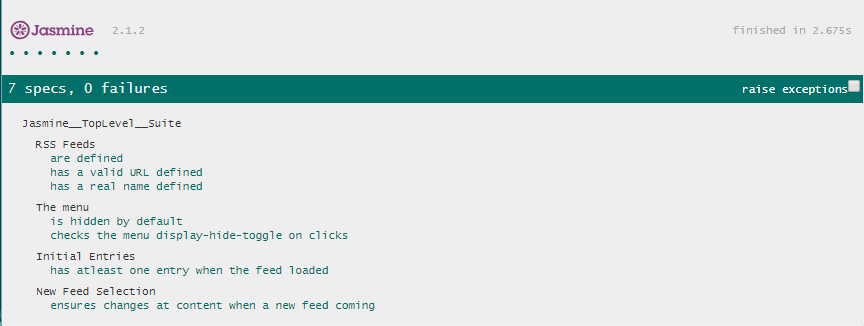 Jasmine 2.1.2 finished in 2.675s
7 specs, 0 failures raise exceptions
Jasmine__TopLevel__Suite
RSS Feeds
are defined
has a valid URL defined
has a real name defined
The menu
is hidden by default
checks the menu display-hide-toggle on clicks
Initial Entries
has atleast one entry when the feed loaded
New Feed Selection
ensures changes at content when a new feed coming